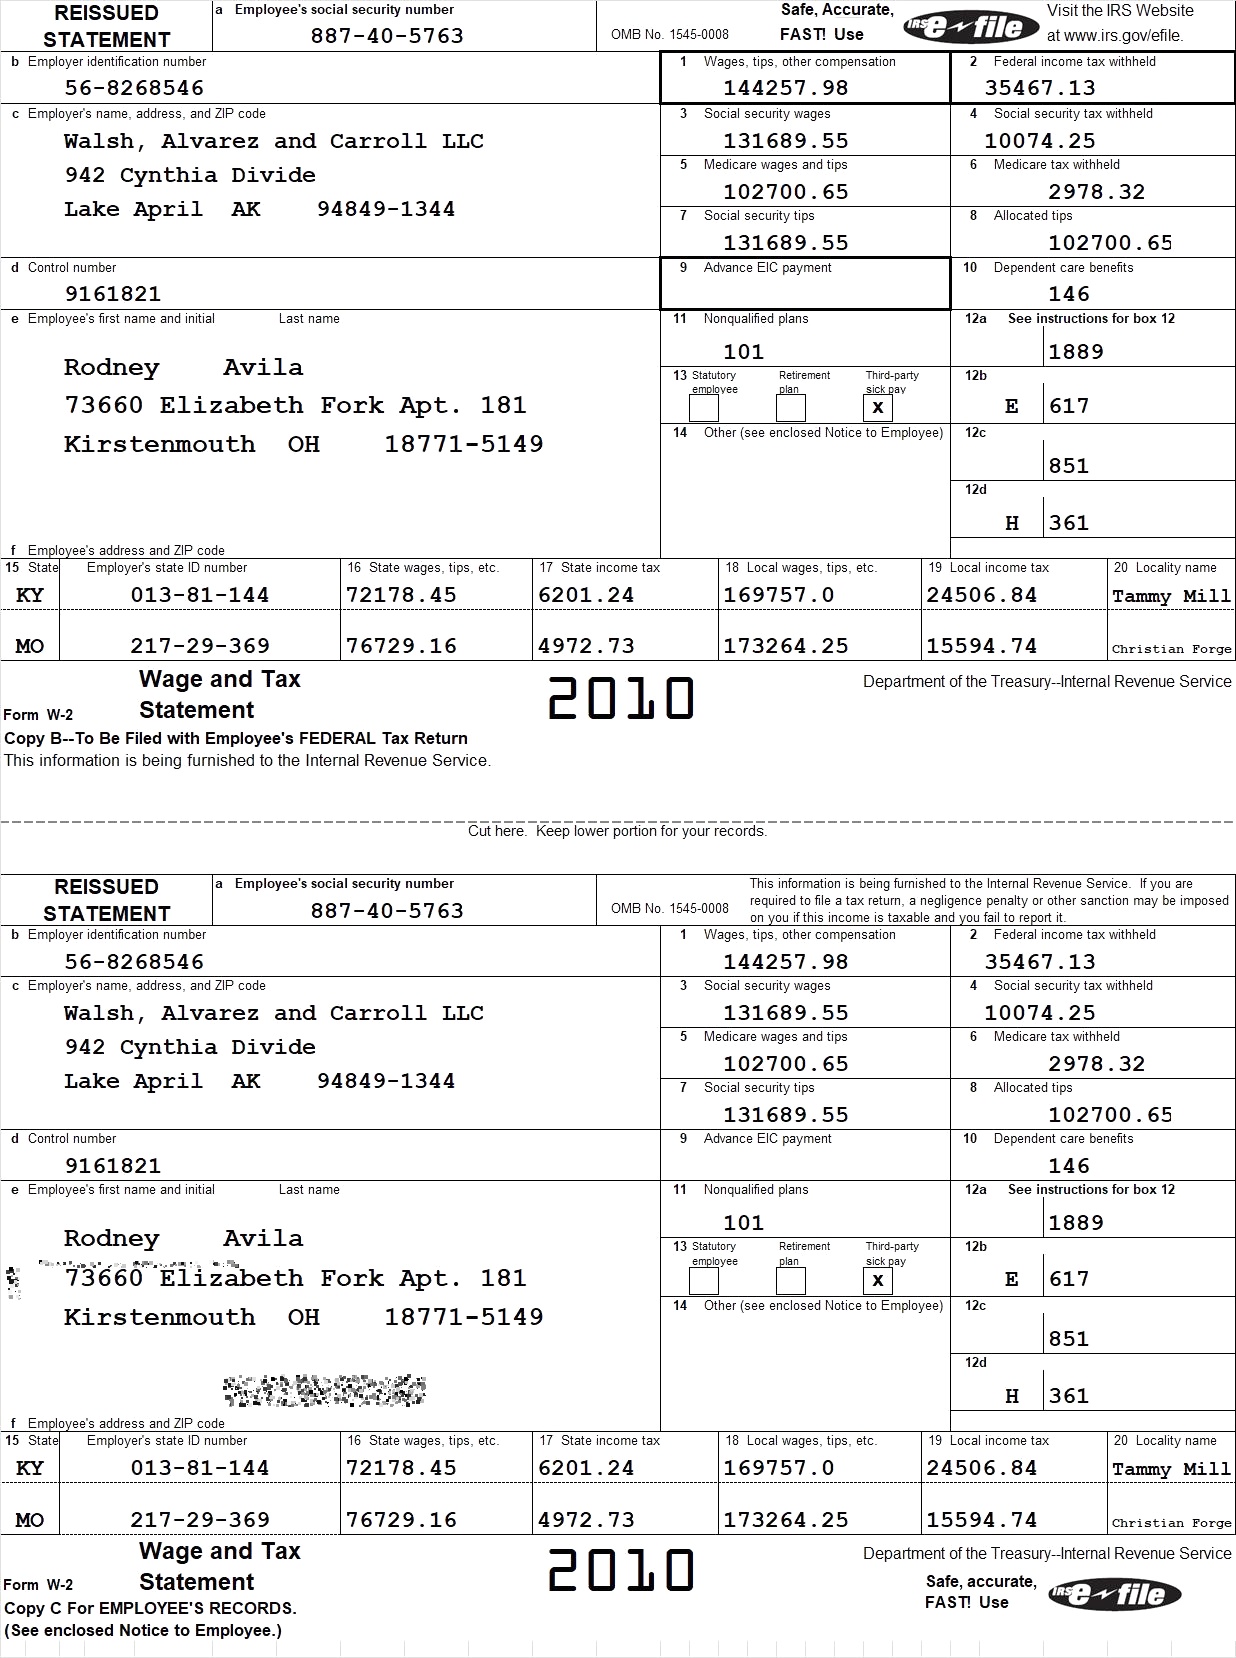 REISSUED STATEMENT
a Employee's social security number
887-40-5763
OMB No. 1545-0008
Safe, Accurate, FAST! Use
IRS e-file
Visit the IRS Website at www.irs.gov/efile.
b Employer identification number
56-8268546
1 Wages, tips, other compensation
144257.98
2 Federal income tax withheld
35467.13
c Employer's name, address, and ZIP code
Walsh, Alvarez and Carroll LLC
942 Cynthia Divide
Lake April AK 94849-1344
3 Social security wages
131689.55
4 Social security tax withheld
10074.25
5 Medicare wages and tips
102700.65
6 Medicare tax withheld
2978.32
7 Social security tips
131689.55
8 Allocated tips
102700.65
d Control number
9161821
9 Advance EIC payment
10 Dependent care benefits
146
e Employee's first name and initial Last name
Rodney Avila
73660 Elizabeth Fork Apt. 181
Kirstenmouth OH 18771-5149
11 Nonqualified plans
101
12a See instructions for box 12
1889
13 Statutory employee Retirement plan Third-party sick pay
X
12b
E 617
14 Other (see enclosed Notice to Employee)
12c
851
12d
H 361
f Employee's address and ZIP code
15 State Employer's state ID number 16 State wages, tips, etc. 17 State income tax 18 Local wages, tips, etc. 19 Local income tax 20 Locality name
KY 013-81-144 72178.45 6201.24 169757.0 24506.84 Tammy Mill
MO 217-29-369 76729.16 4972.73 173264.25 15594.74 Christian Forge
Form W-2
Wage and Tax Statement
2010
Department of the Treasury--Internal Revenue Service
Copy B--To Be Filed with Employee's FEDERAL Tax Return
This information is being furnished to the Internal Revenue Service.
Cut here. Keep lower portion for your records.
REISSUED STATEMENT
a Employee's social security number
887-40-5763
OMB No. 1545-0008
This information is being furnished to the Internal Revenue Service. If you are
required to file a tax return, a negligence penalty or other sanction may be imposed
on you if this income is taxable and you fail to report it.
b Employer identification number
56-8268546
1 Wages, tips, other compensation
144257.98
2 Federal income tax withheld
35467.13
c Employer's name, address, and ZIP code
Walsh, Alvarez and Carroll LLC
942 Cynthia Divide
Lake April AK 94849-1344
3 Social security wages
131689.55
4 Social security tax withheld
10074.25
5 Medicare wages and tips
102700.65
6 Medicare tax withheld
2978.32
7 Social security tips
131689.55
8 Allocated tips
102700.65
d Control number
9161821
9 Advance EIC payment
10 Dependent care benefits
146
e Employee's first name and initial Last name
Rodney Avila
73660 Elizabeth Fork Apt. 181
Kirstenmouth OH 18771-5149
11 Nonqualified plans
101
12a See instructions for box 12
1889
13 Statutory employee Retirement plan Third-party sick pay
X
12b
E 617
14 Other (see enclosed Notice to Employee)
12c
851
12d
H 361
f Employee's address and ZIP code
15 State Employer's state ID number 16 State wages, tips, etc. 17 State income tax 18 Local wages, tips, etc. 19 Local income tax 20 Locality name
KY 013-81-144 72178.45 6201.24 169757.0 24506.84 Tammy Mill
MO 217-29-369 76729.16 4972.73 173264.25 15594.74 Christian Forge
Form W-2
Wage and Tax Statement
2010
Department of the Treasury--Internal Revenue Service
Safe, accurate, FAST! Use
IRS e-file
Copy C For EMPLOYEE'S RECORDS.
(See enclosed Notice to Employee.)